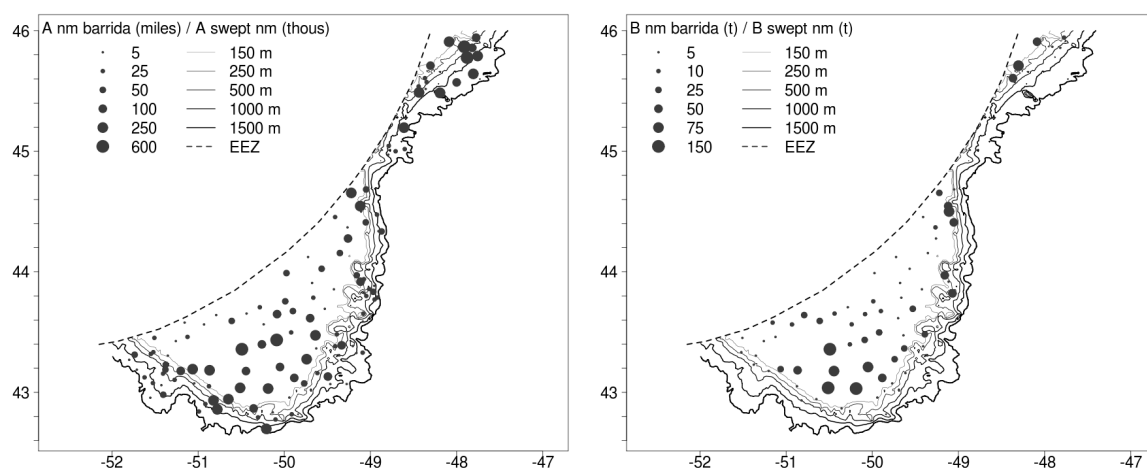 A nm barrida (miles) / A swept nm (thous)
5 150 m
25 250 m
50 500 m
100 1000 m
250 1500 m
600 EEZ
46
45
44
43
-52 -51 -50 -49 -48 -47
B nm barrida (t) / B swept nm (t)
5 150 m
10 250 m
25 500 m
50 1000 m
75 1500 m
150 EEZ
46
45
44
43
-52 -51 -50 -49 -48 -47